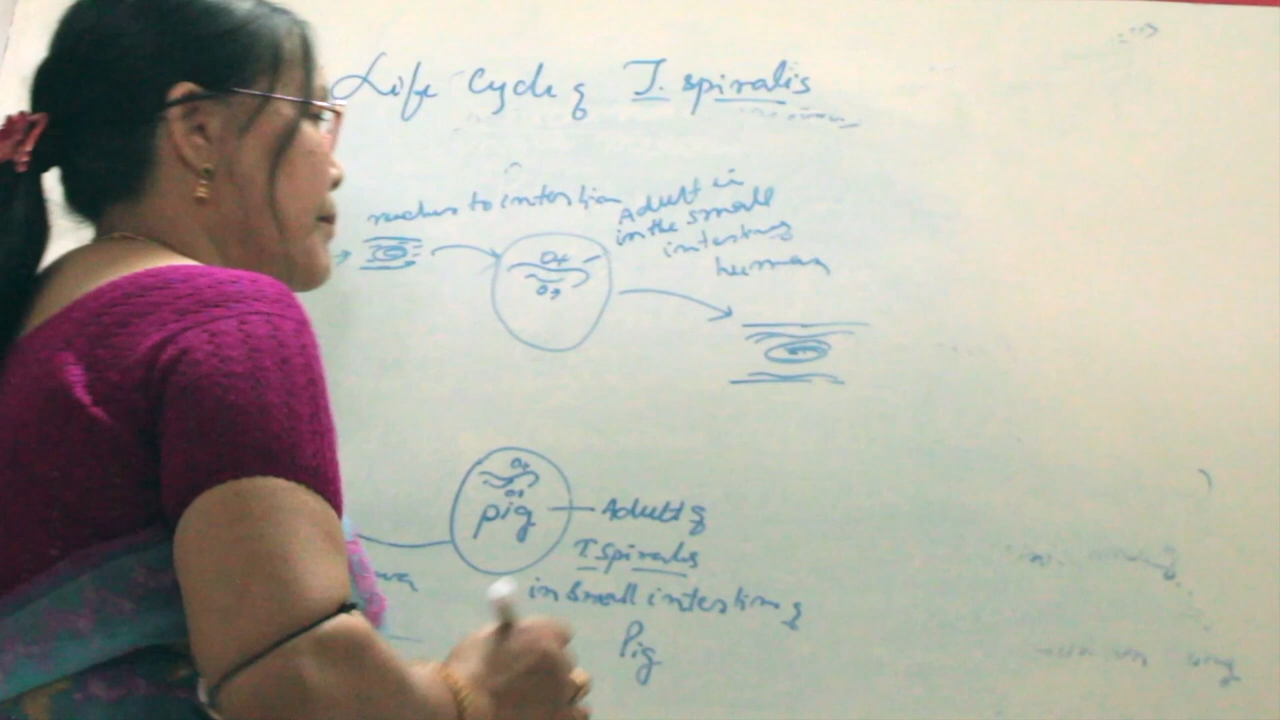 Life Cycle of T. spiralis
reaches to intestine
Adult in
in the small
intestine
human
pig
Adult of
T. Spiralis
in Small intestine of
Pig